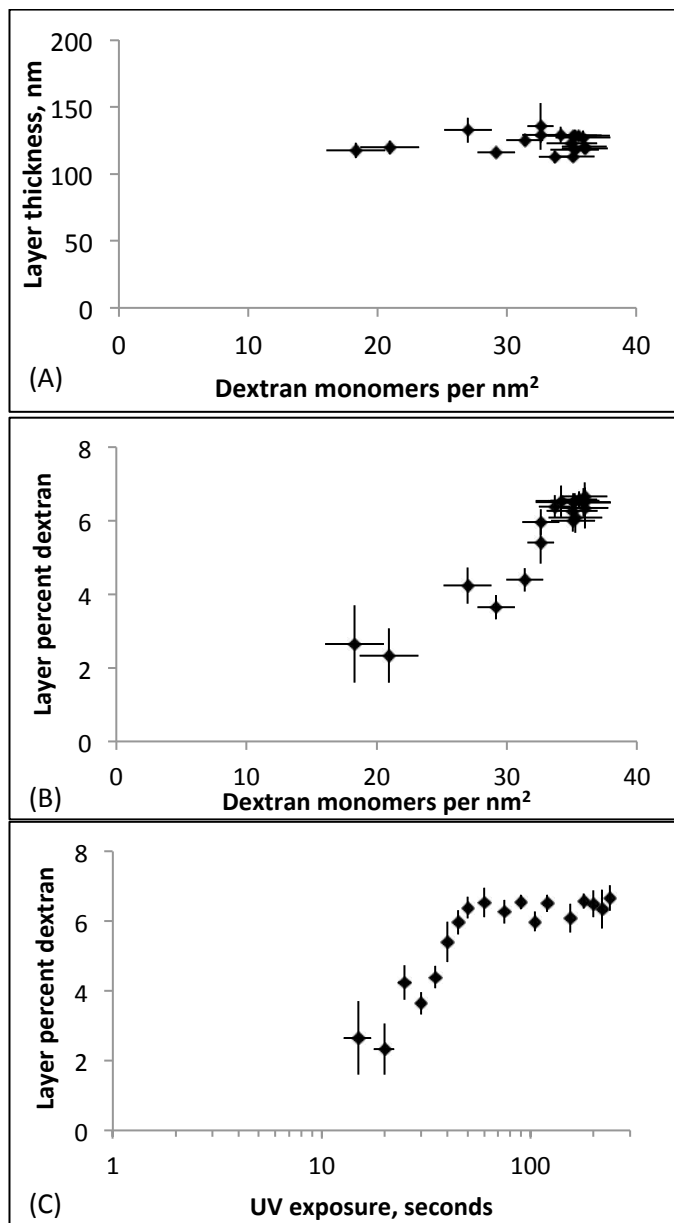 200
150
100
50
0
Layer thickness, nm
0 10 20 30 40
(A)
Dextran monomers per nm²
8
6
4
2
0
Layer percent dextran
0 10 20 30 40
(B)
Dextran monomers per nm²
8
6
4
2
0
Layer percent dextran
1 10 100
(C)
UV exposure, seconds